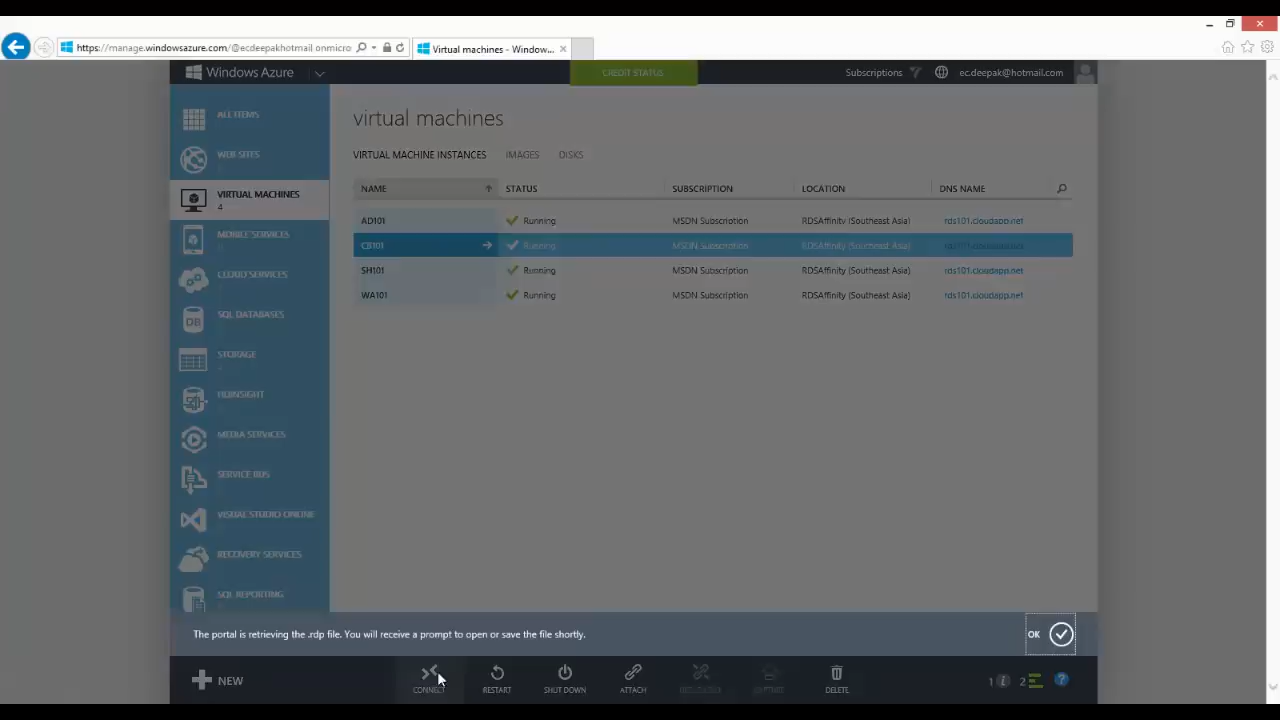 https://manage.windowsazure.com/@ecdeepakhotmail.onmicro
Virtual machines - Window...
Windows Azure
CREDIT STATUS
Subscriptions
ec.deepak@hotmail.com
ALL ITEMS
WEB SITES
VIRTUAL MACHINES
4
MOBILE SERVICES
CLOUD SERVICES
SQL DATABASES
DB
STORAGE
HDINSIGHT
MEDIA SERVICES
SERVICE BUS
VISUAL STUDIO ONLINE
RECOVERY SERVICES
SQL REPORTING
virtual machines
VIRTUAL MACHINE INSTANCES IMAGES DISKS
NAME STATUS SUBSCRIPTION LOCATION DNS NAME
AD101 Running MSDN Subscription RDSAffinity (Southeast Asia) rds101.cloudapp.net
CB101 Running MSDN Subscription RDSAffinity (Southeast Asia) rds101.cloudapp.net
SH101 Running MSDN Subscription RDSAffinity (Southeast Asia) rds101.cloudapp.net
WA101 Running MSDN Subscription RDSAffinity (Southeast Asia) rds101.cloudapp.net
The portal is retrieving the .rdp file. You will receive a prompt to open or save the file shortly.
OK
NEW
CONNECT RESTART SHUT DOWN ATTACH DELETE
1 2